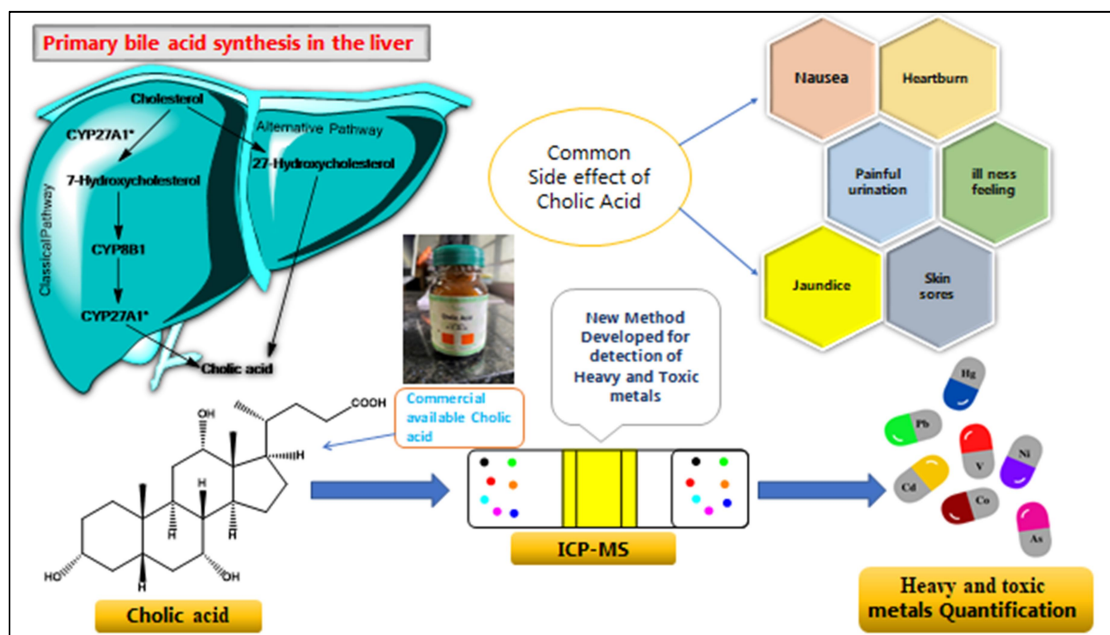 Primary bile acid synthesis in the liver
Cholesterol
CYP27A1*
Alternative Pathway
27-Hydroxycholesterol
7-Hydroxycholesterol
Classical Pathway
CYP8B1
CYP27A1*
Cholic acid
Common
Side effect of
Cholic Acid
Nausea
Heartburn
Painful
urination
ill ness
feeling
Jaundice
Skin
sores
Cholic Acid
Commercial
available Cholic
acid
New Method
Developed for
detection of
Heavy and Toxic
metals
COOH
OH
H
H
H
H
H
HO
OH
Cholic acid
ICP-MS
Hg
Pb
V
Ni
Cd
Co
As
Heavy and toxic
metals Quantification